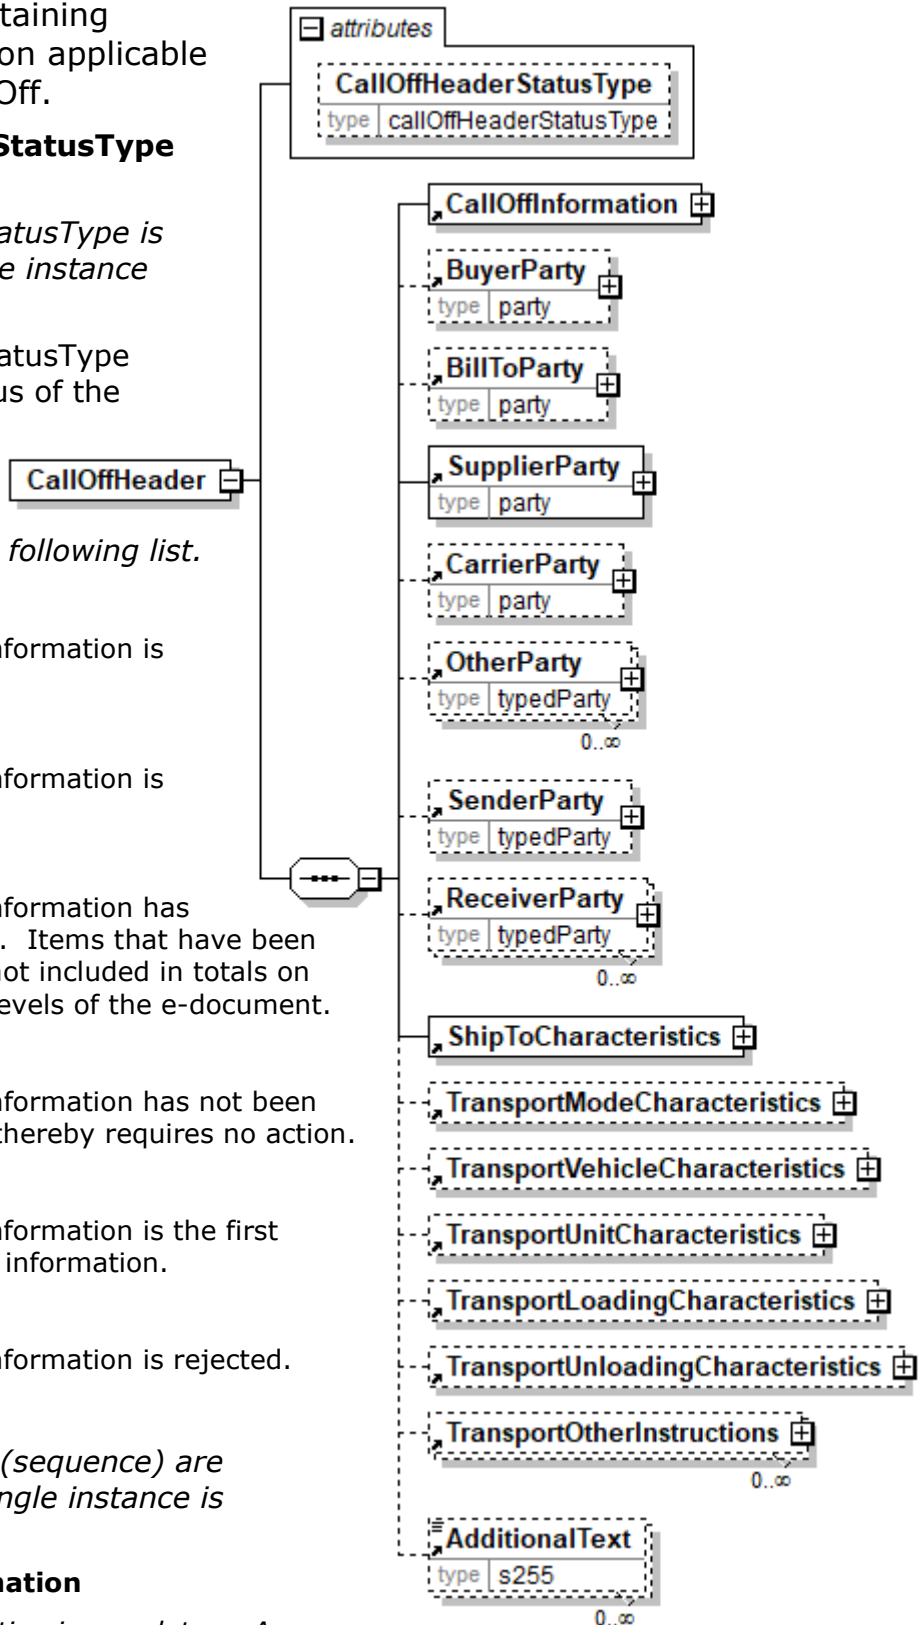 taining
on applicable
Off.
StatusType
atusType is
e instance
atusType
us of the
following list.
nformation is
nformation is
nformation has
. Items that have been
not included in totals on
evels of the e-document.
nformation has not been
thereby requires no action.
nformation is the first
information.
nformation is rejected.
(sequence) are
ngle instance is
nation
CallOffHeader
attributes
CallOffHeaderStatusType
type callOffHeaderStatusType
CallOffInformation
BuyerParty
type party
BillToParty
type party
SupplierParty
type party
CarrierParty
type party
OtherParty
type typedParty
0..∞
SenderParty
type typedParty
ReceiverParty
type typedParty
0..∞
ShipToCharacteristics
TransportModeCharacteristics
TransportVehicleCharacteristics
TransportUnitCharacteristics
TransportLoadingCharacteristics
TransportUnloadingCharacteristics
TransportOtherInstructions
0..∞
AdditionalText
type s255
0..∞